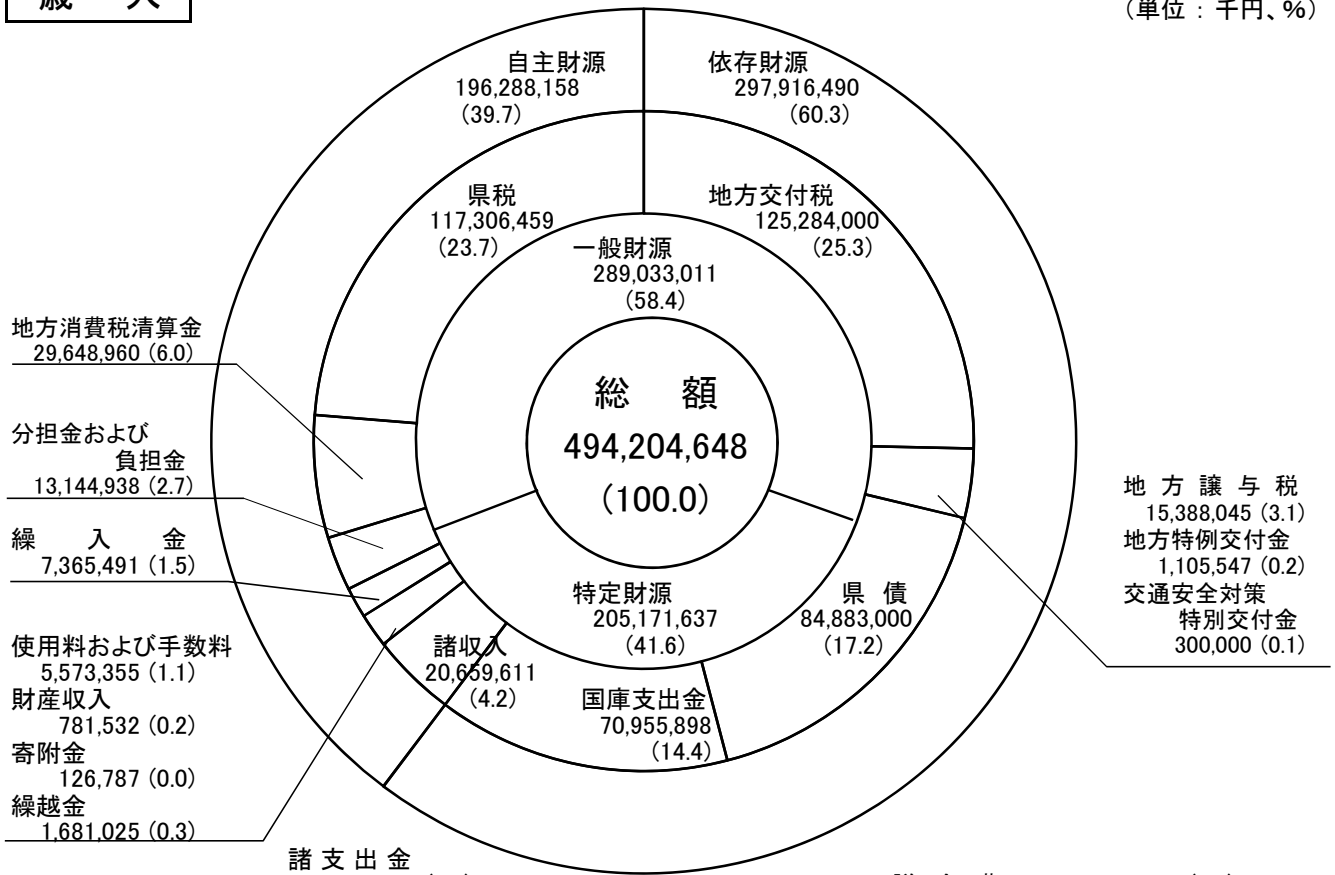 歳 入
（単位：千円、%）
自主財源
196,288,158
（39.7）
依存財源
297,916,490
（60.3）
県税
117,306,459
（23.7）
地方交付税
125,284,000
（25.3）
一般財源
289,033,011
（58.4）
総 額
494,204,648
（100.0）
地方消費税清算金
29,648,960（6.0）
分担金および
負担金
13,144,938（2.7）
繰 入 金
7,365,491（1.5）
使用料および手数料
5,573,355（1.1）
財産収入
781,532（0.2）
寄附金
126,787（0.0）
繰越金
1,681,025（0.3）
地 方 譲 与 税
15,388,045（3.1）
地方特例交付金
1,105,547（0.2）
交通安全対策
特別交付金
300,000（0.1）
特定財源
205,171,637
（41.6）
県 債
84,883,000
（17.2）
諸収入
20,659,611
（4.2）
国庫支出金
70,955,898
（14.4）
諸 支 出 金